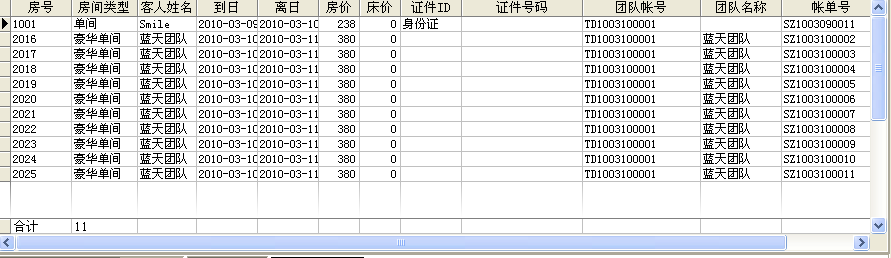 房号 房间类型 客人姓名 到日 离日 房价 床价 证件ID 证件号码 团队帐号 团队名称 帐单号
1001 单间 Smile 2010-03-09 2010-03-10 238 0 身份证 TD1003100001 SZ1003090011
2016 豪华单间 蓝天团队 2010-03-10 2010-03-11 380 0 TD1003100001 蓝天团队 SZ1003100002
2017 豪华单间 蓝天团队 2010-03-10 2010-03-11 380 0 TD1003100001 蓝天团队 SZ1003100003
2018 豪华单间 蓝天团队 2010-03-10 2010-03-11 380 0 TD1003100001 蓝天团队 SZ1003100004
2019 豪华单间 蓝天团队 2010-03-10 2010-03-11 380 0 TD1003100001 蓝天团队 SZ1003100005
2020 豪华单间 蓝天团队 2010-03-10 2010-03-11 380 0 TD1003100001 蓝天团队 SZ1003100006
2021 豪华单间 蓝天团队 2010-03-10 2010-03-11 380 0 TD1003100001 蓝天团队 SZ1003100007
2022 豪华单间 蓝天团队 2010-03-10 2010-03-11 380 0 TD1003100001 蓝天团队 SZ1003100008
2023 豪华单间 蓝天团队 2010-03-10 2010-03-11 380 0 TD1003100001 蓝天团队 SZ1003100009
2024 豪华单间 蓝天团队 2010-03-10 2010-03-11 380 0 TD1003100001 蓝天团队 SZ1003100010
2025 豪华单间 蓝天团队 2010-03-10 2010-03-11 380 0 TD1003100001 蓝天团队 SZ1003100011
合计 11